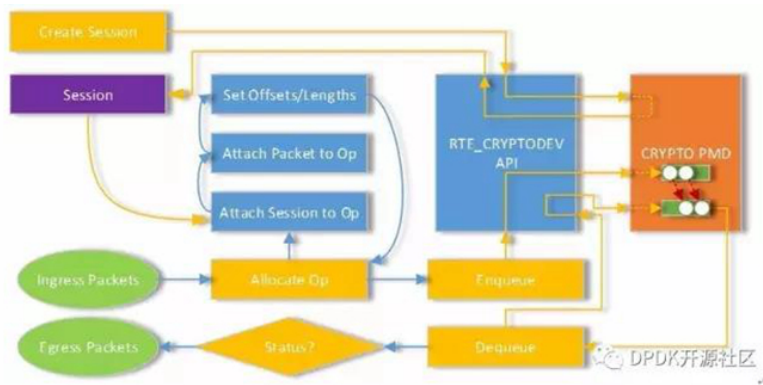 Create Session
Session
Set Offsets/Lengths
Attach Packet to Op
Attach Session to Op
RTE_CRYPTODEV
API
CRYPTO PMD
Ingress Packets
Allocate Op
Enqueue
Egress Packets
Status?
Dequeue
DPDK开源社区